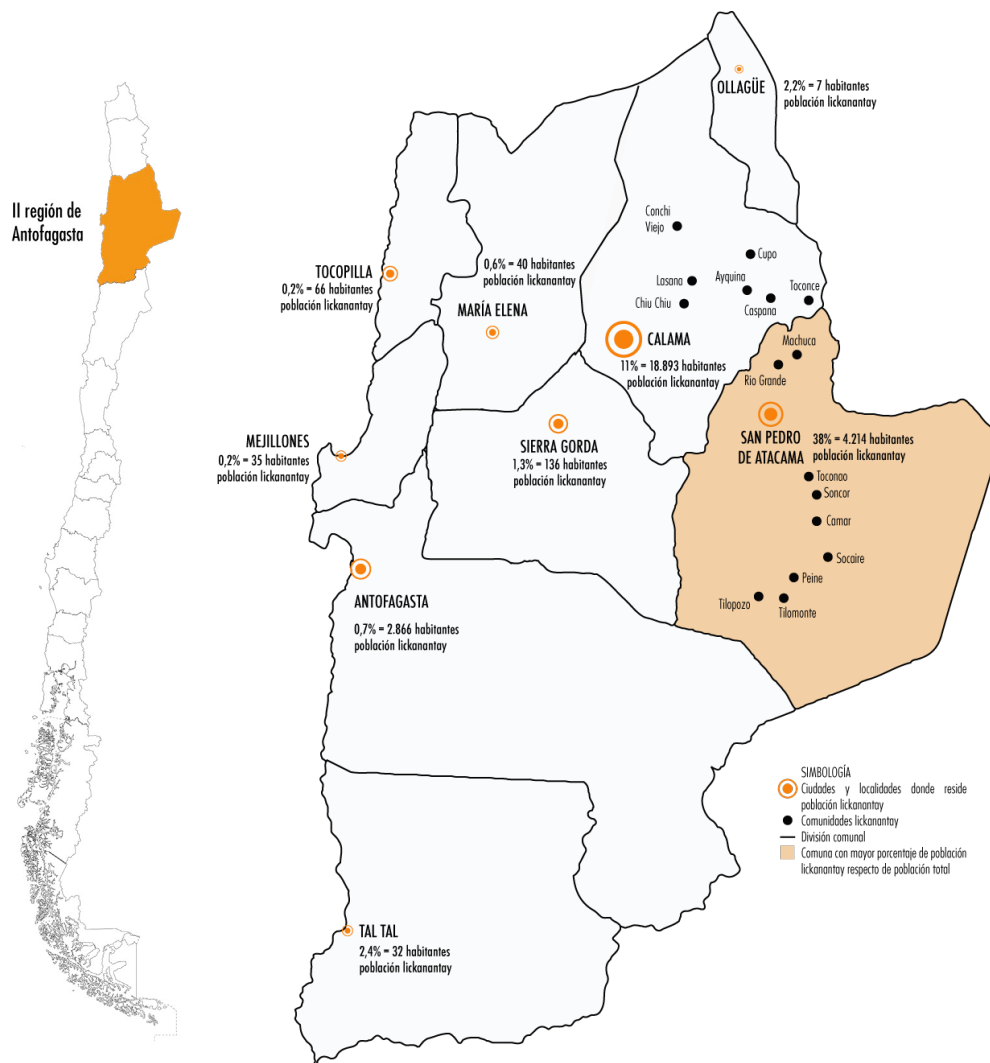 II región de
Antofagasta
OLLAGÜE
2,2% = 7 habitantes
población lickanantay
Conchi
Viejo
Cupo
TOCOPILLA
0,2% = 66 habitantes
población lickanantay
0,6% = 40 habitantes
población lickanantay
MARÍA ELENA
Lasana
Ayquina
Toconce
Chiu Chiu
Caspana
CALAMA
11% = 18.893 habitantes
población lickanantay
Machuca
Rio Grande
MEJILLONES
0,2% = 35 habitantes
población lickanantay
SIERRA GORDA
1,3% = 136 habitantes
población lickanantay
SAN PEDRO
DE ATACAMA
38% = 4.214 habitantes
población lickanantay
Toconao
Soncor
Camar
Socaire
Peine
Tilopozo
Tilomonte
ANTOFAGASTA
0,7% = 2.866 habitantes
población lickanantay
SIMBOLOGÍA
Ciudades y localidades donde reside
población lickanantay
Comunidades lickanantay
División comunal
Comuna con mayor porcentaje de población
lickanantay respecto de población total
TAL TAL
2,4% = 32 habitantes
población lickanantay